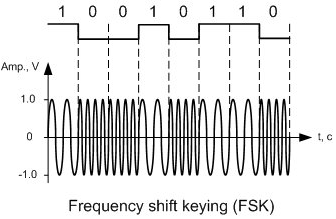 1 0 0 1 0 1 1 0
Amp., V
1.0
0
t, c
-1.0
Frequency shift keying (FSK)